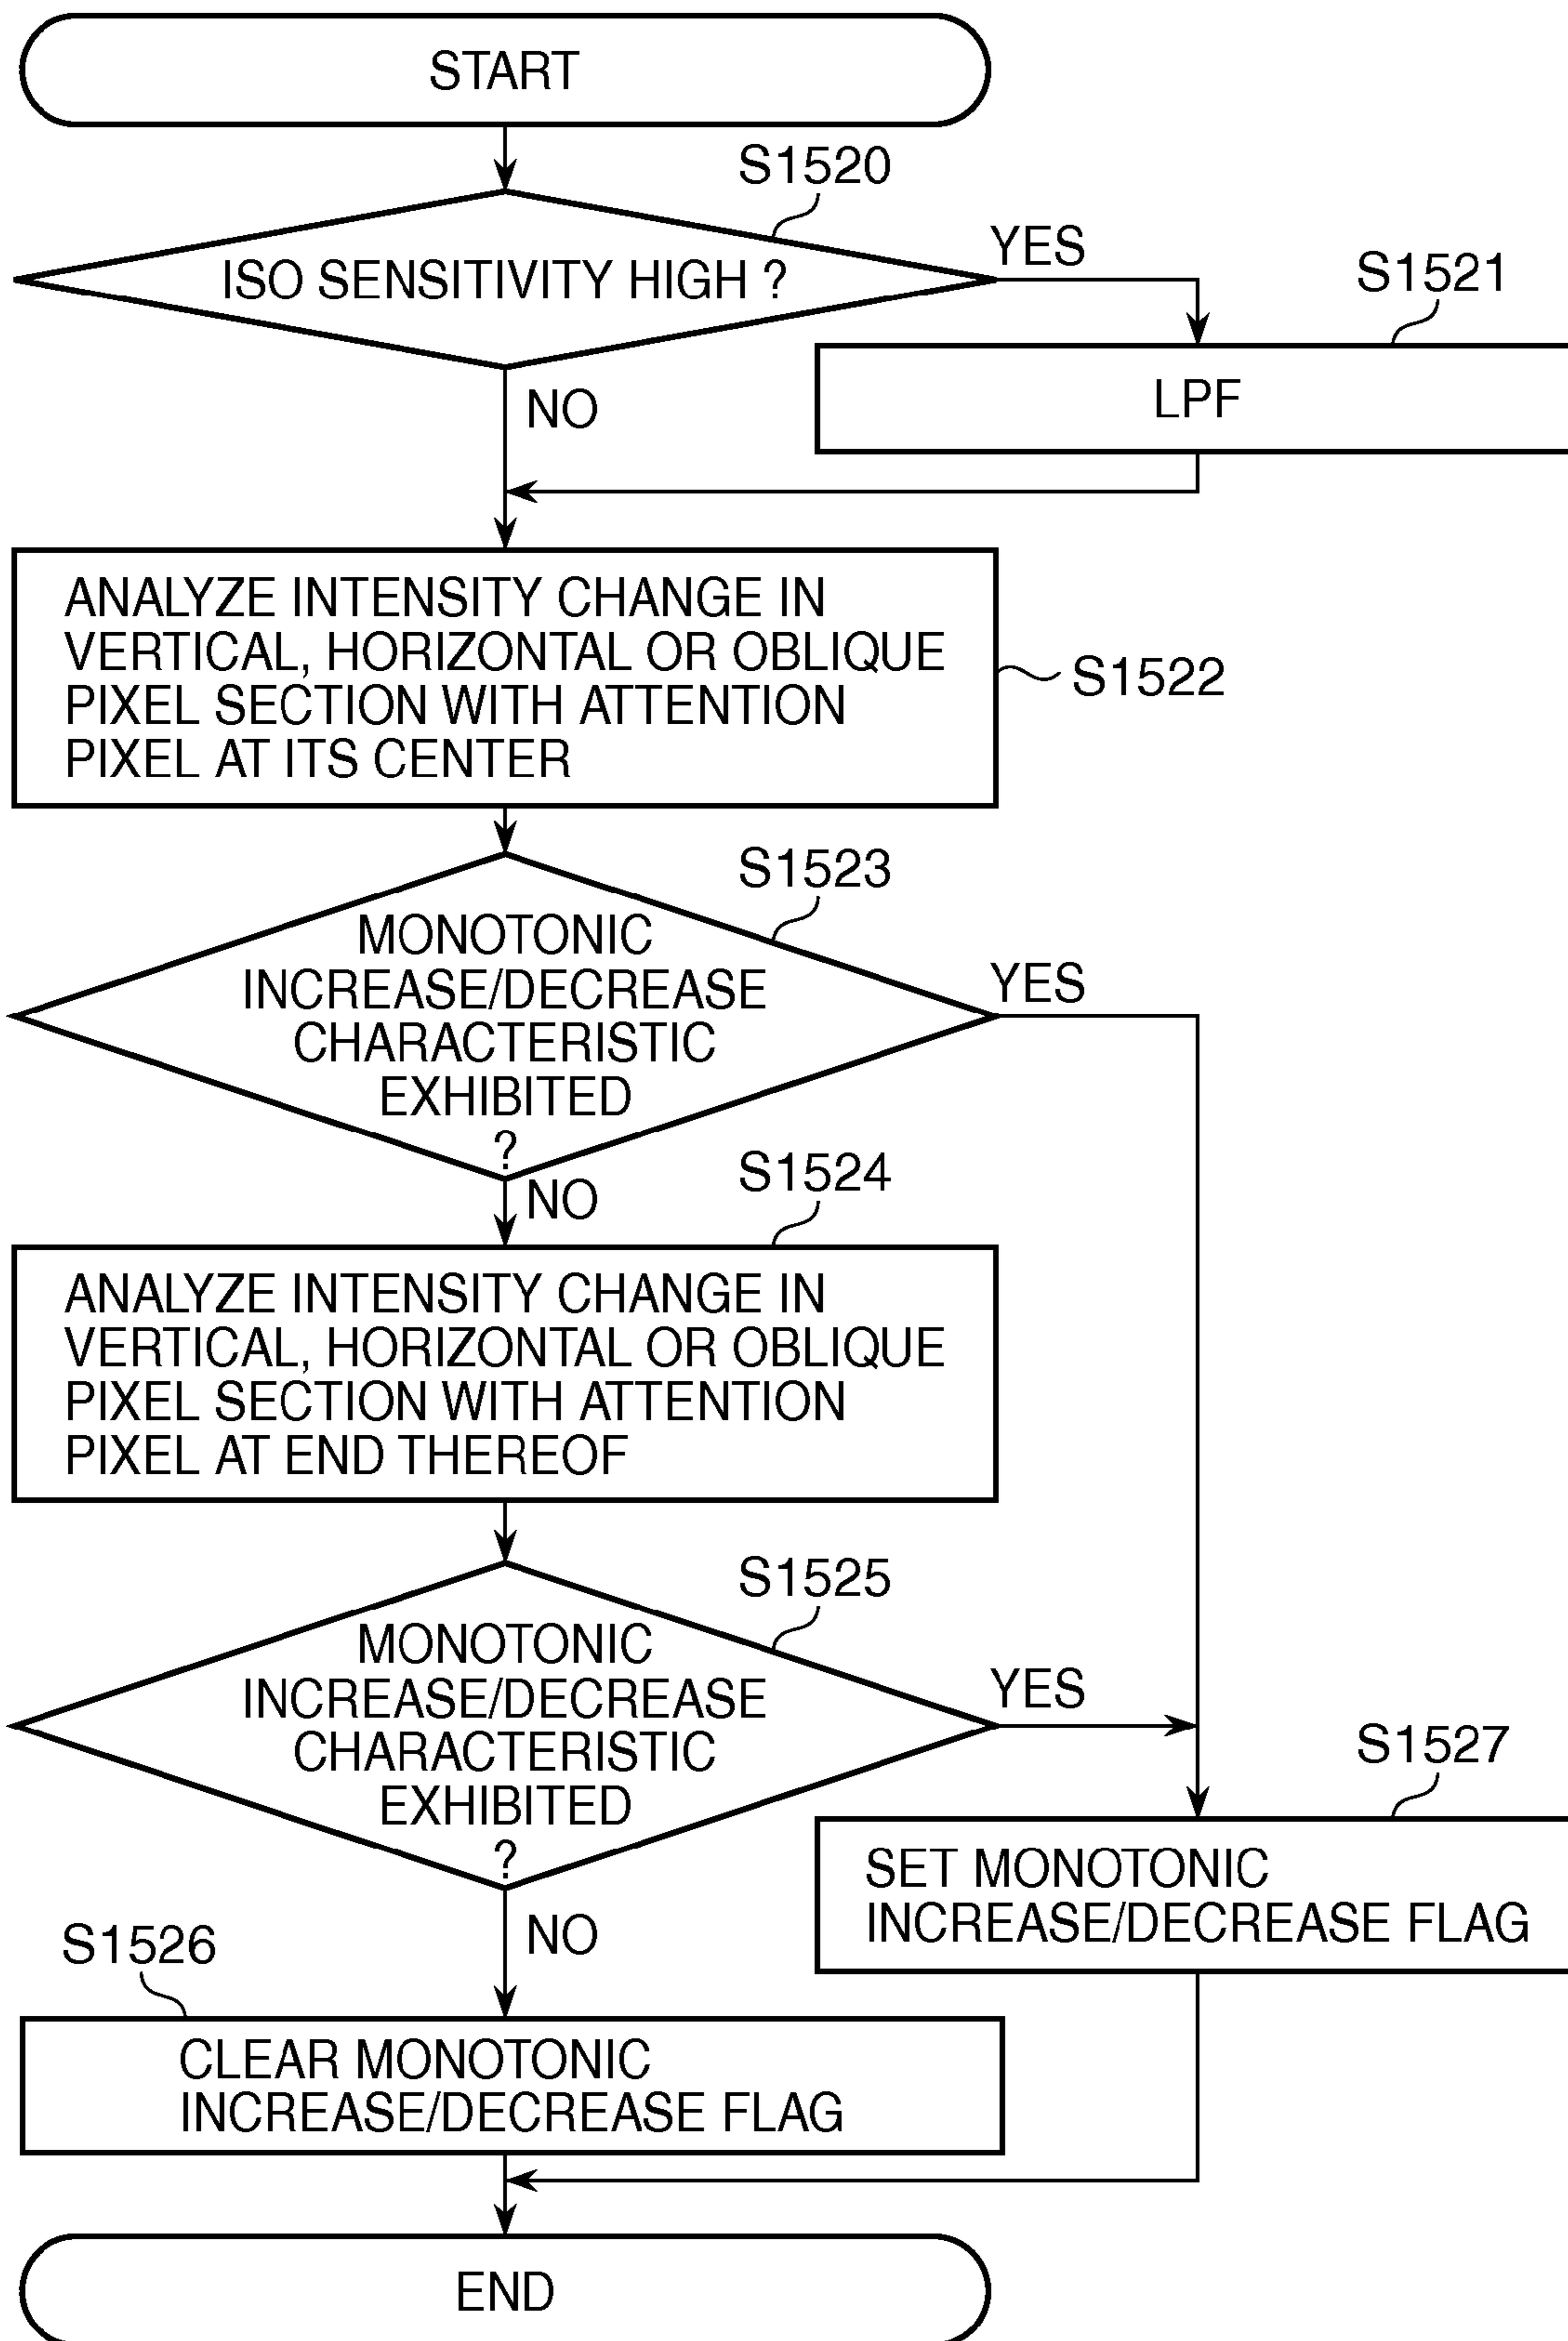 START
S1520
ISO SENSITIVITY HIGH ?
YES
S1521
LPF
NO
ANALYZE INTENSITY CHANGE IN
VERTICAL, HORIZONTAL OR OBLIQUE
PIXEL SECTION WITH ATTENTION
PIXEL AT ITS CENTER
S1522
S1523
MONOTONIC
INCREASE/DECREASE
CHARACTERISTIC
EXHIBITED
?
YES
NO
S1524
ANALYZE INTENSITY CHANGE IN
VERTICAL, HORIZONTAL OR OBLIQUE
PIXEL SECTION WITH ATTENTION
PIXEL AT END THEREOF
S1525
MONOTONIC
INCREASE/DECREASE
CHARACTERISTIC
EXHIBITED
?
YES
S1527
SET MONOTONIC
INCREASE/DECREASE FLAG
NO
S1526
CLEAR MONOTONIC
INCREASE/DECREASE FLAG
END